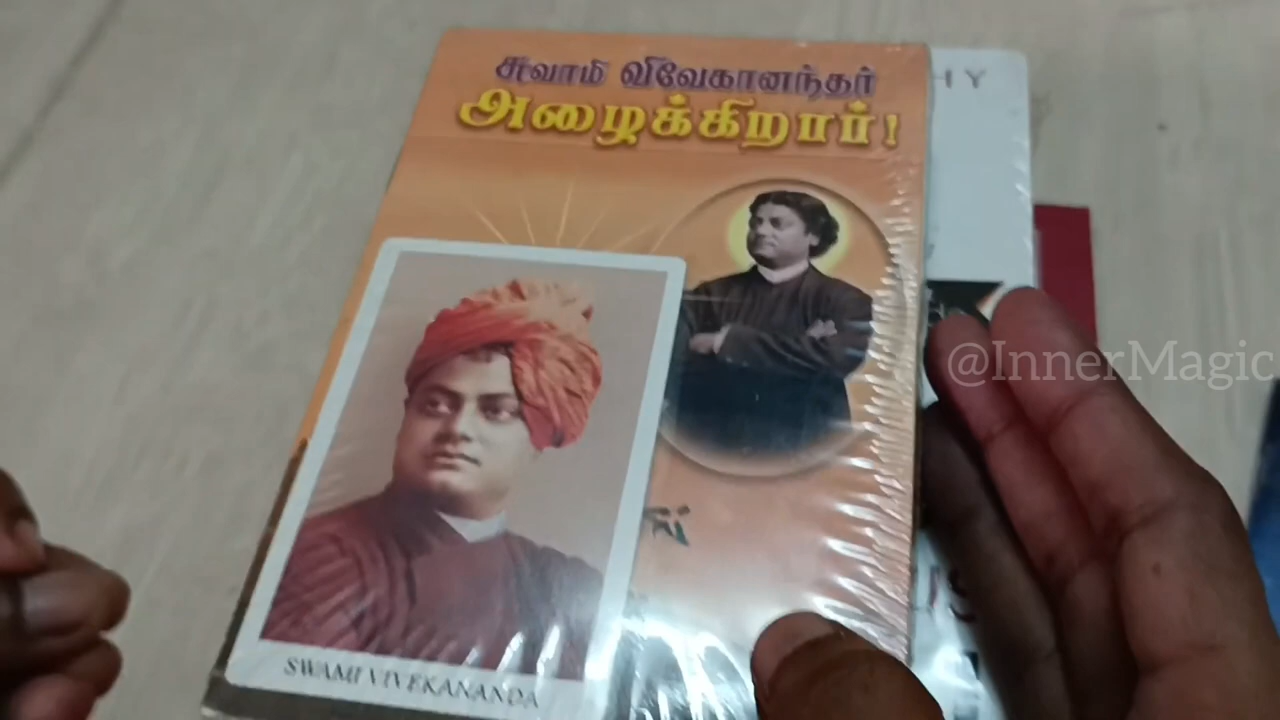 சுவாமி விவேகானந்தர்
அழைக்கிறார்!
HY
@InnerMagic
SWAMI VIVEKANANDA